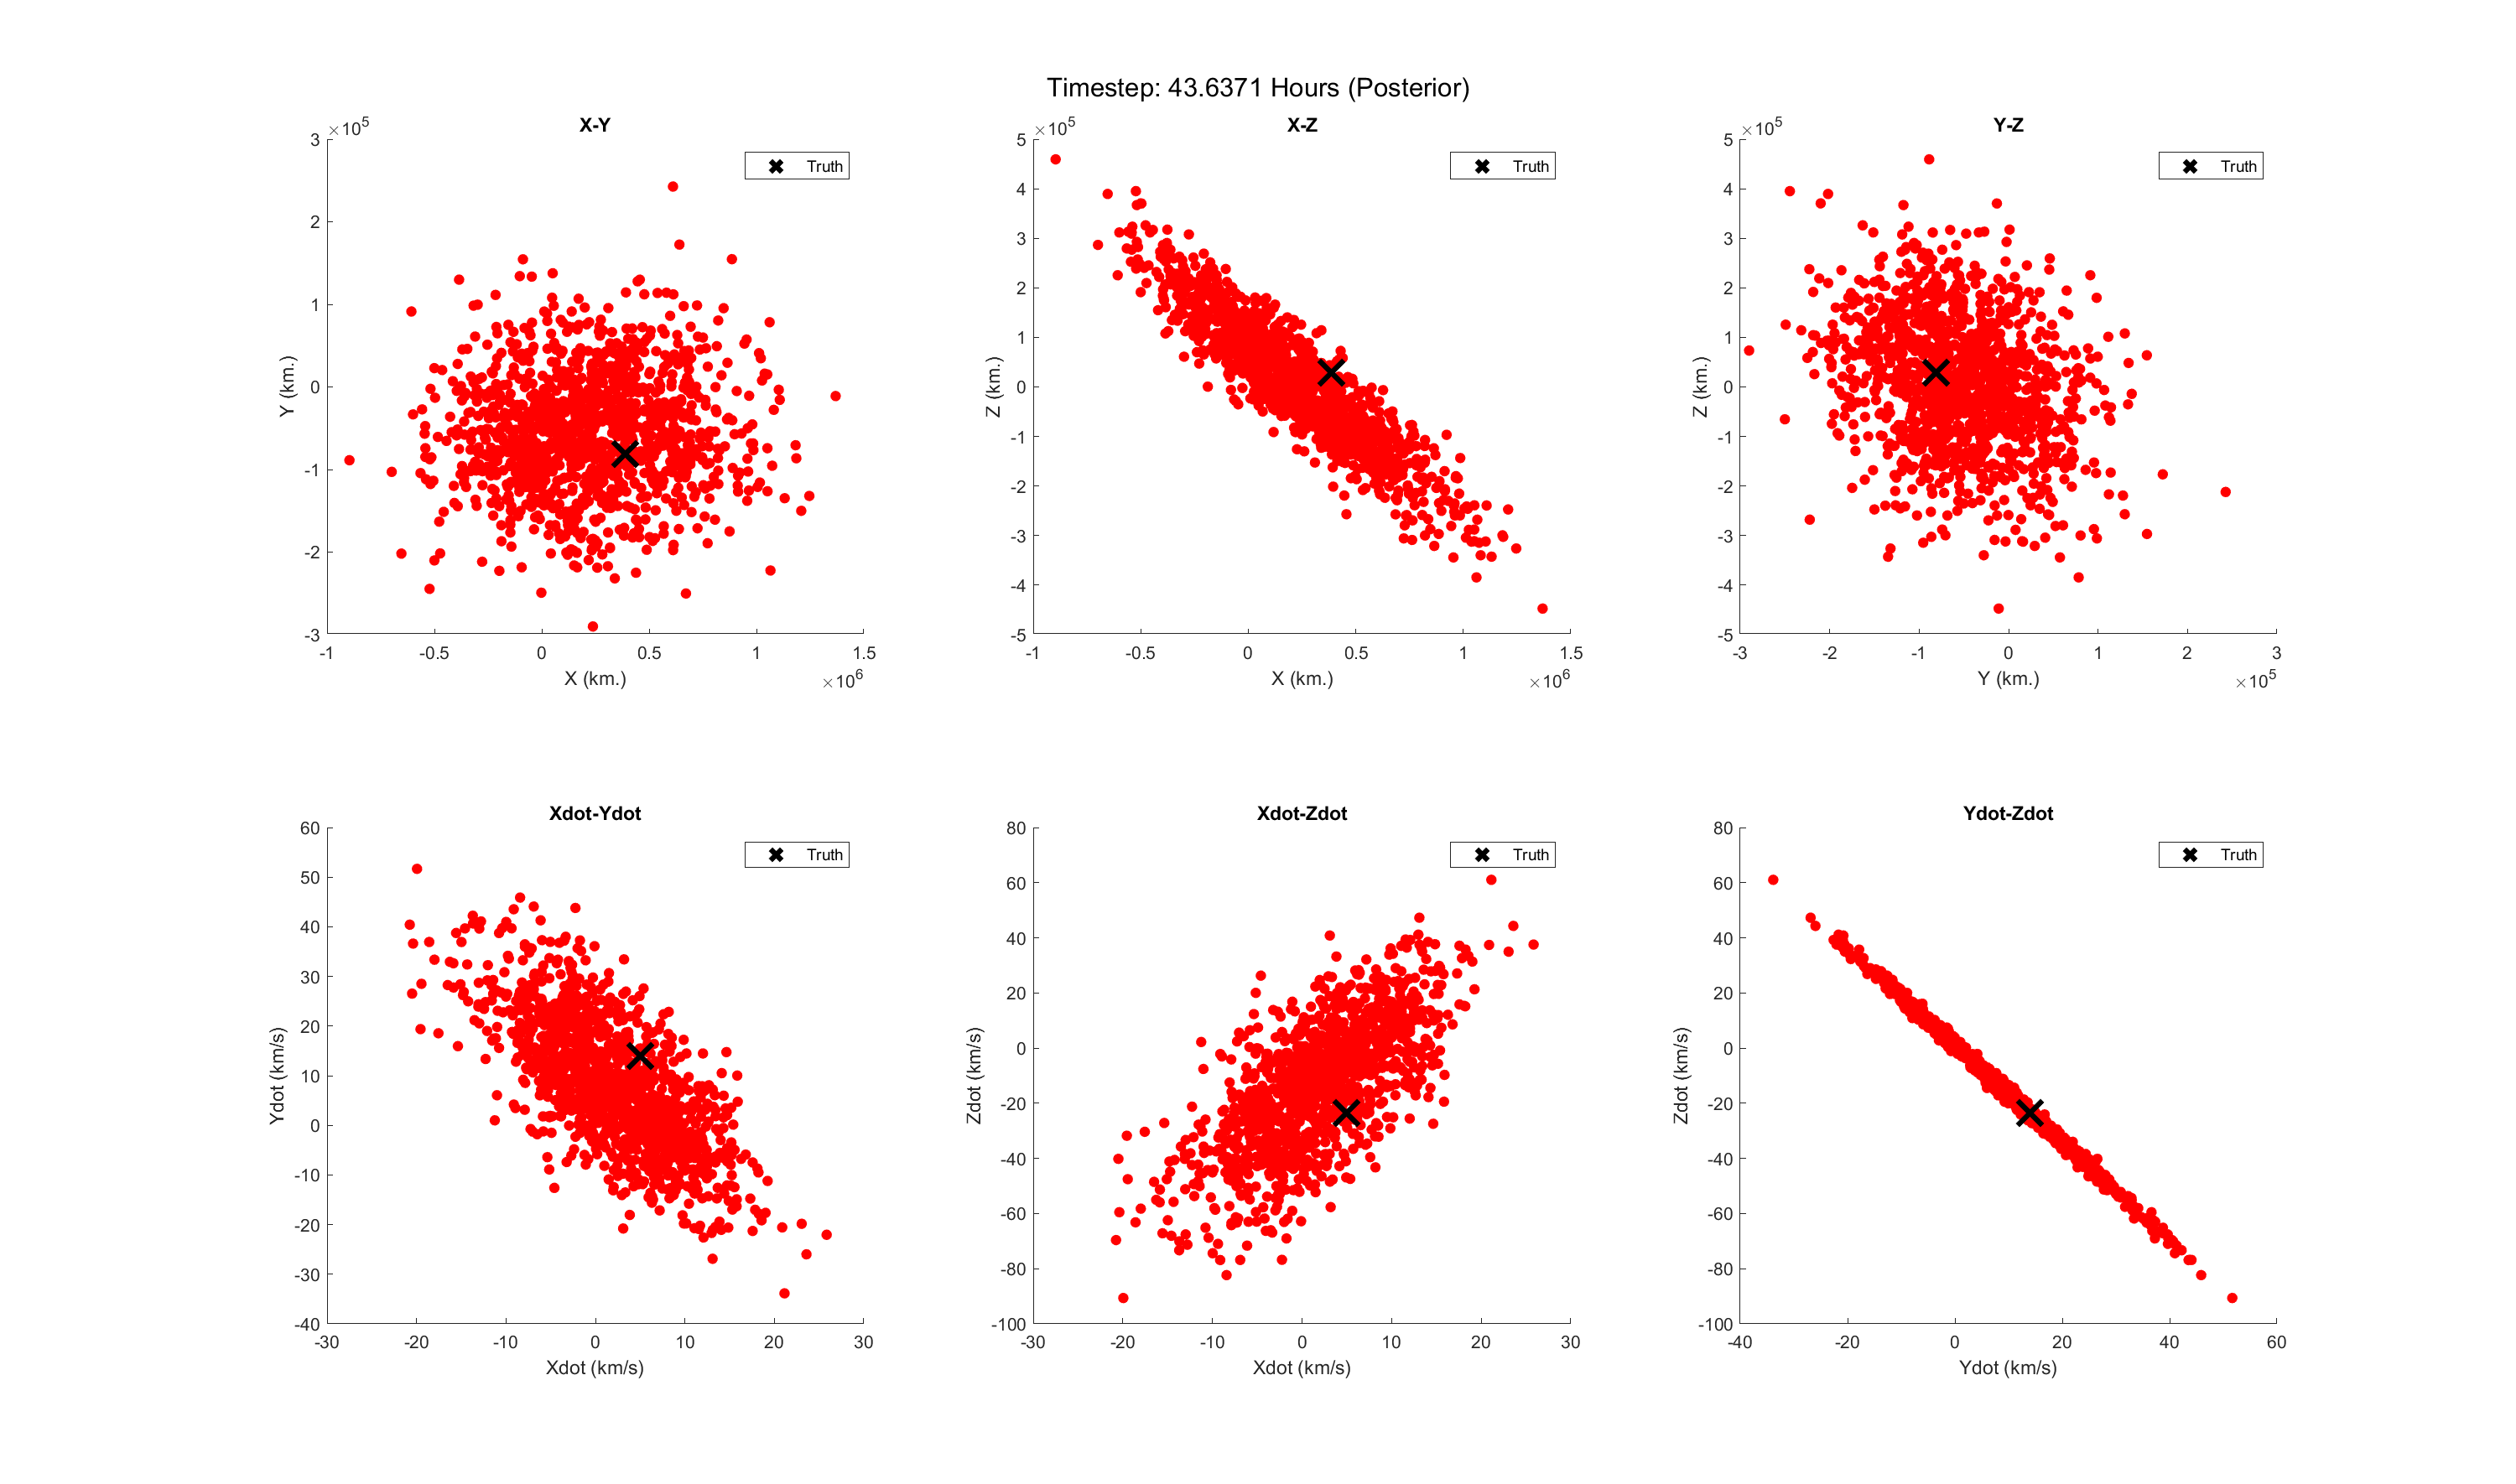 Timestep: 43.6371 Hours (Posterior)
X-Y
×10^5
Truth
3
2
1
0
-1
-2
-3
Y (km.)
-1 -0.5 0 0.5 1 1.5
X (km.)
×10^6
X-Z
×10^5
Truth
5
4
3
2
1
0
-1
-2
-3
-4
-5
Z (km.)
-1 -0.5 0 0.5 1 1.5
X (km.)
×10^6
Y-Z
×10^5
Truth
5
4
3
2
1
0
-1
-2
-3
-4
-5
Z (km.)
-3 -2 -1 0 1 2 3
Y (km.)
×10^5
Xdot-Ydot
Truth
60
50
40
30
20
10
0
-10
-20
-30
-40
Ydot (km/s)
-30 -20 -10 0 10 20 30
Xdot (km/s)
Xdot-Zdot
Truth
80
60
40
20
0
-20
-40
-60
-80
-100
Zdot (km/s)
-30 -20 -10 0 10 20 30
Xdot (km/s)
Ydot-Zdot
Truth
80
60
40
20
0
-20
-40
-60
-80
-100
Zdot (km/s)
-40 -20 0 20 40 60
Ydot (km/s)